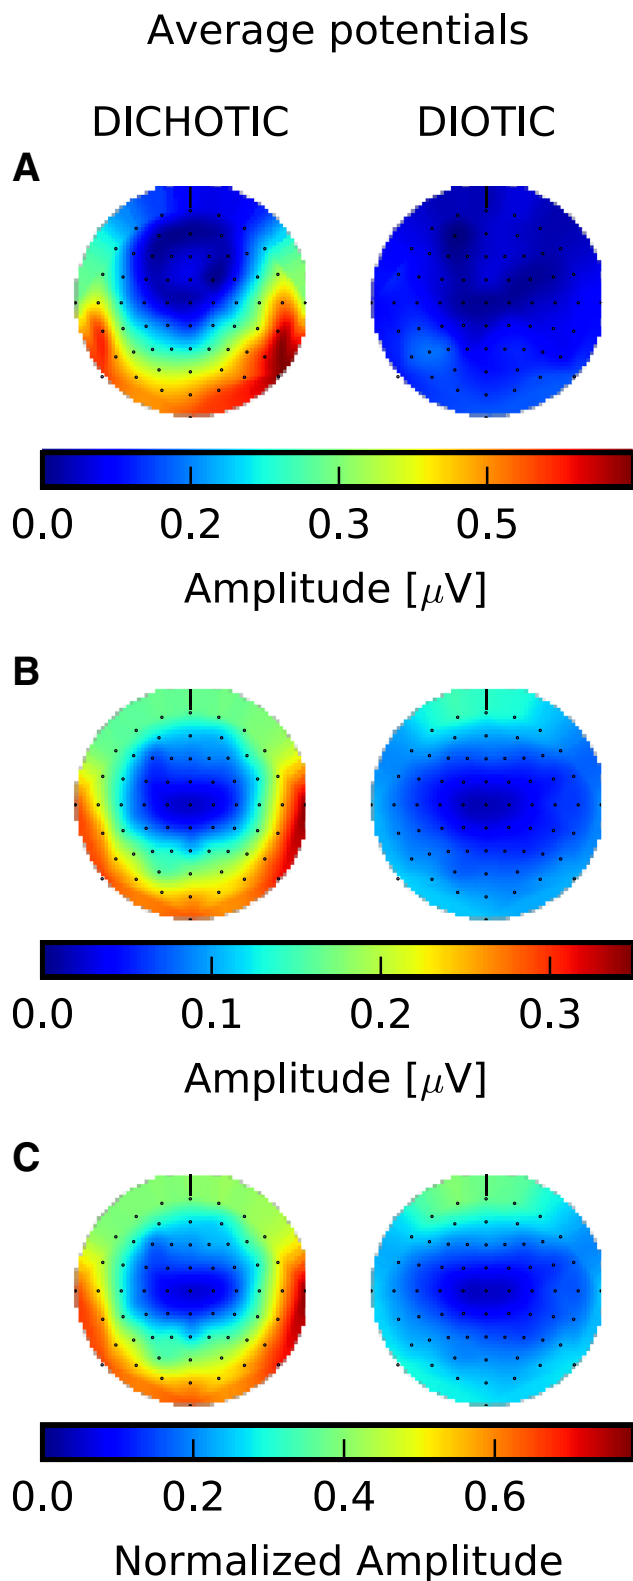 Average potentials
DICHOTIC DIOTIC
A
0.0 0.2 0.3 0.5
Amplitude [μV]
B
0.0 0.1 0.2 0.3
Amplitude [μV]
C
0.0 0.2 0.4 0.6
Normalized Amplitude